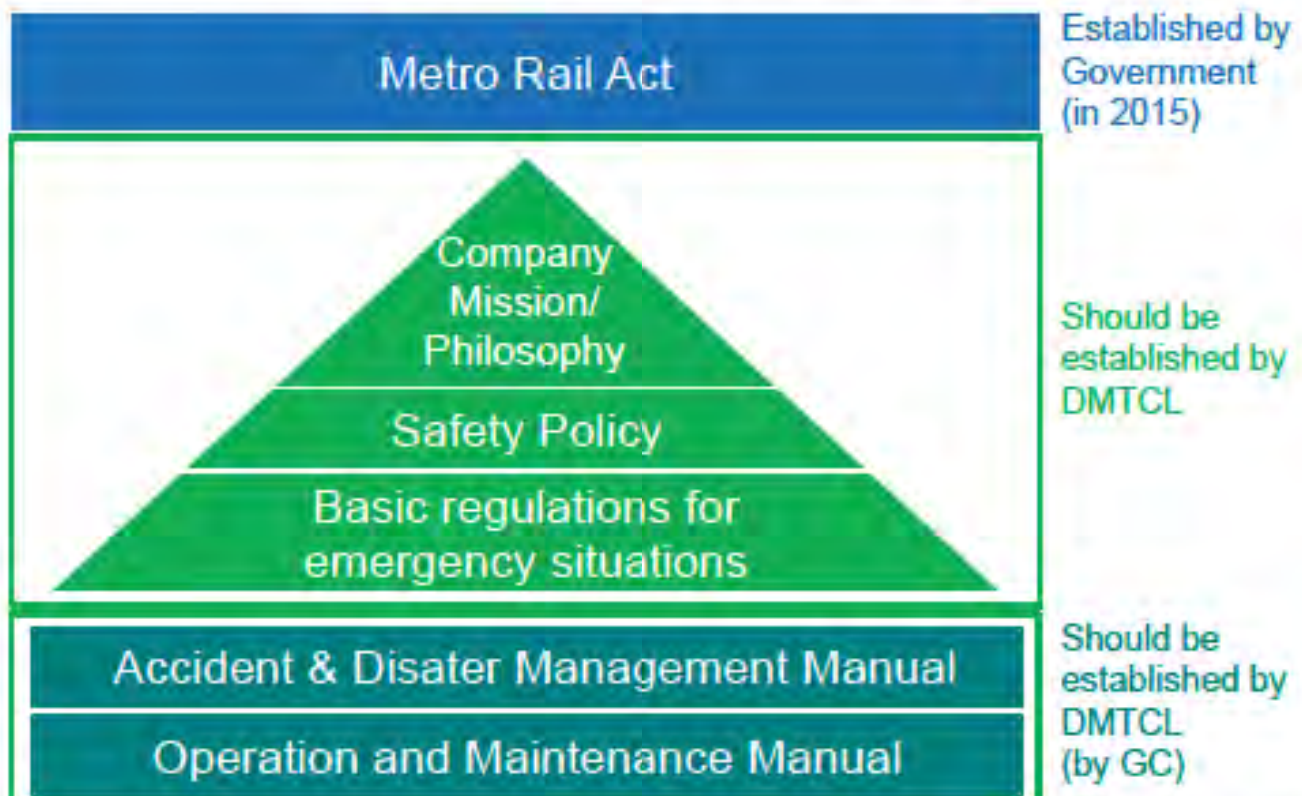 Metro Rail Act
Established by
Government
(in 2015)
Company
Mission/
Philosophy
Safety Policy
Basic regulations for
emergency situations
Should be
established by
DMTCL
Accident & Disater Management Manual
Operation and Maintenance Manual
Should be
established by
DMTCL
(by GC)